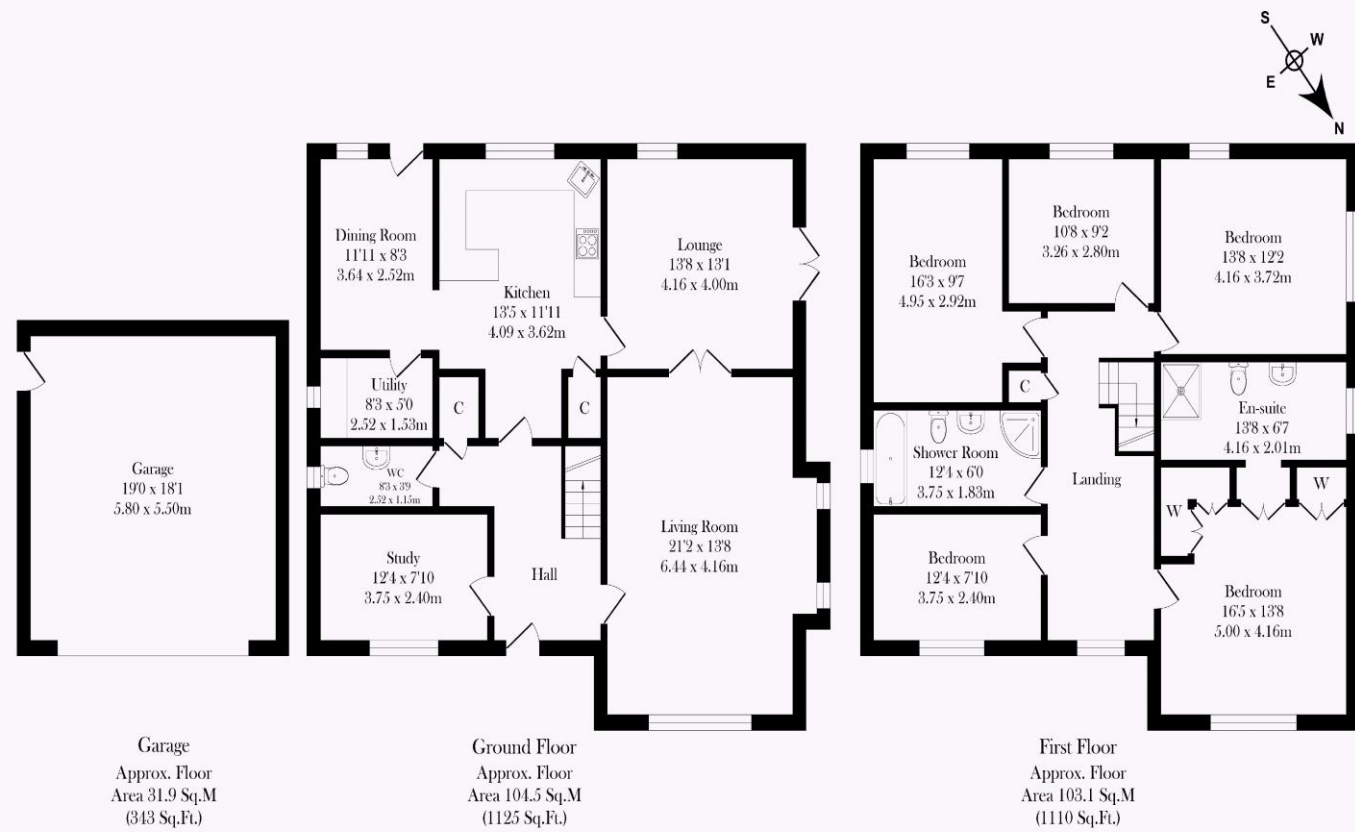 S
W
E
N
Dining Room
11'11 x 8'3
3.64 x 2.52m
Kitchen
13'5 x 11'11
4.09 x 3.62m
Lounge
13'8 x 13'1
4.16 x 4.00m
Utility
8'3 x 5'0
2.52 x 1.53m
C
C
WC
8'3 x 3'9
2.52 x 1.15m
Study
12'4 x 7'10
3.75 x 2.40m
Hall
Living Room
21'2 x 13'8
6.44 x 4.16m
Garage
19'0 x 18'1
5.80 x 5.50m
Bedroom
16'3 x 9'7
4.95 x 2.92m
Bedroom
10'8 x 9'2
3.26 x 2.80m
Bedroom
13'8 x 12'2
4.16 x 3.72m
C
En-suite
13'8 x 6'7
4.16 x 2.01m
Shower Room
12'4 x 6'0
3.75 x 1.83m
Landing
W
W
Bedroom
12'4 x 7'10
3.75 x 2.40m
Bedroom
16'5 x 13'8
5.00 x 4.16m
Garage
Approx. Floor
Area 31.9 Sq.M
(343 Sq.Ft.)
Ground Floor
Approx. Floor
Area 104.5 Sq.M
(1125 Sq.Ft.)
First Floor
Approx. Floor
Area 103.1 Sq.M
(1110 Sq.Ft.)